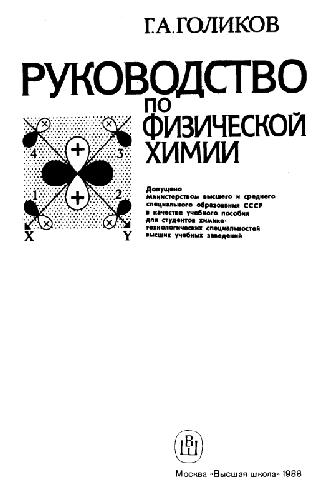 Г.А.ГОЛИКОВ
РУКОВОДСТВО
ПО
ФИЗИЧЕСКОЙ
ХИМИИ
4 3
1 2
X Y
Допущено
министерством высшего и среднего
специального образования СССР
в качестве учебного пособия
для студентов химико-
технологических специальностей
высших учебных заведений
Москва «Высшая школа» 1988